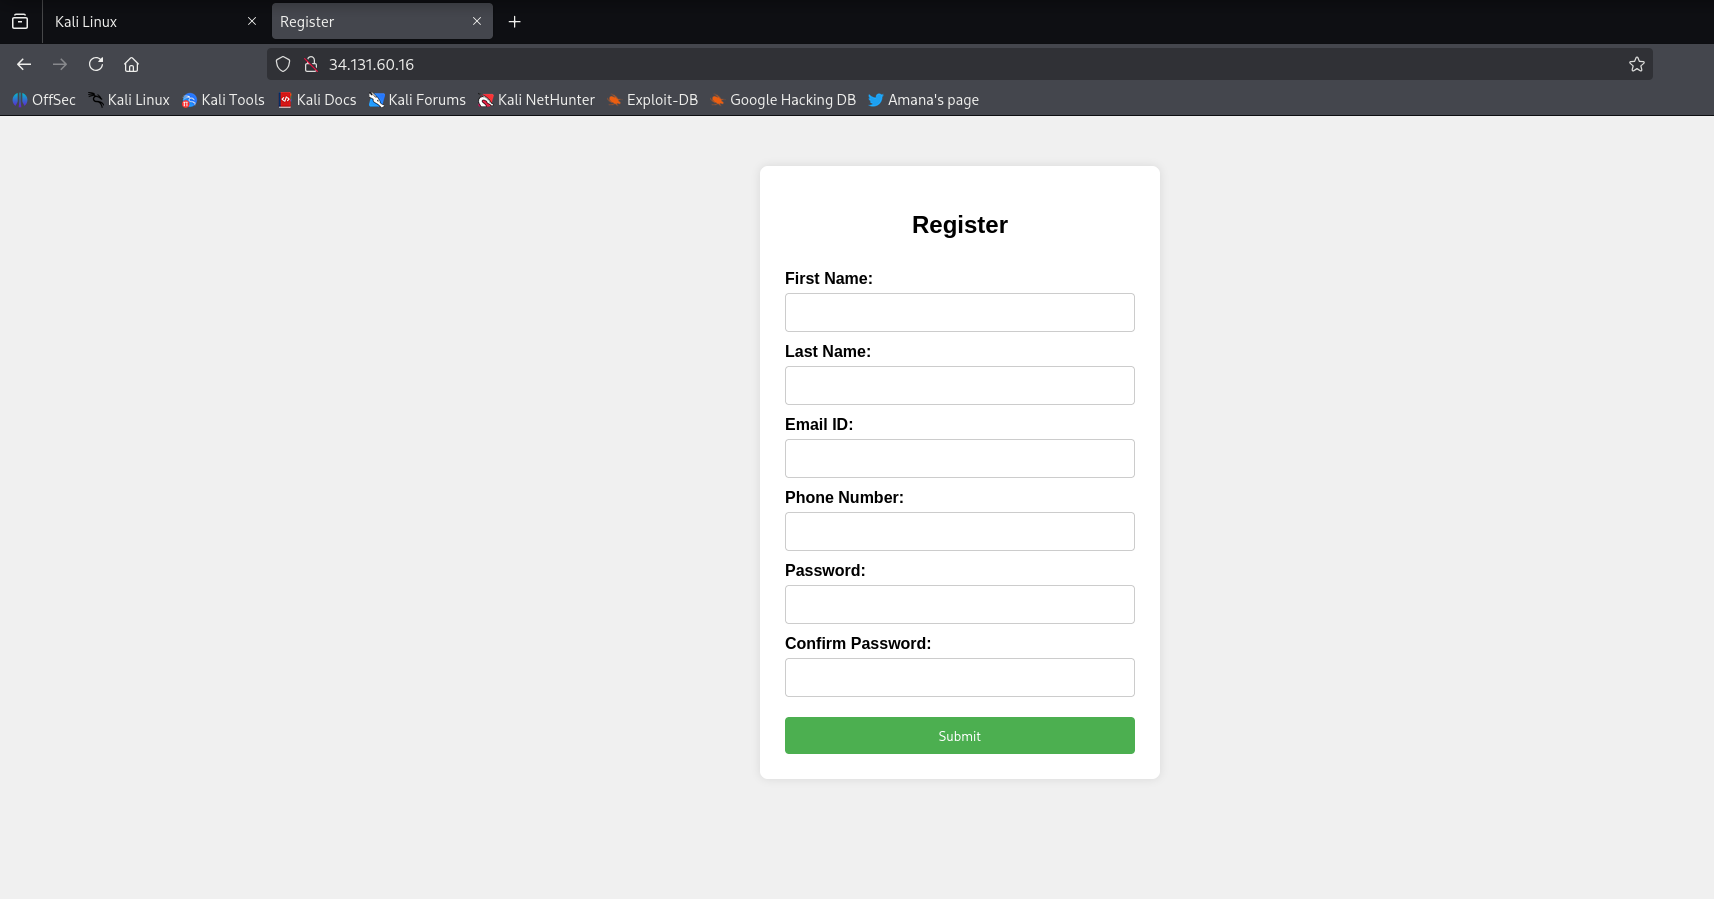 Kali Linux
Register
34.131.60.16
OffSec Kali Linux Kali Tools Kali Docs Kali Forums Kali NetHunter Exploit-DB Google Hacking DB Amana's page
Register
First Name:
Last Name:
Email ID:
Phone Number:
Password:
Confirm Password:
Submit